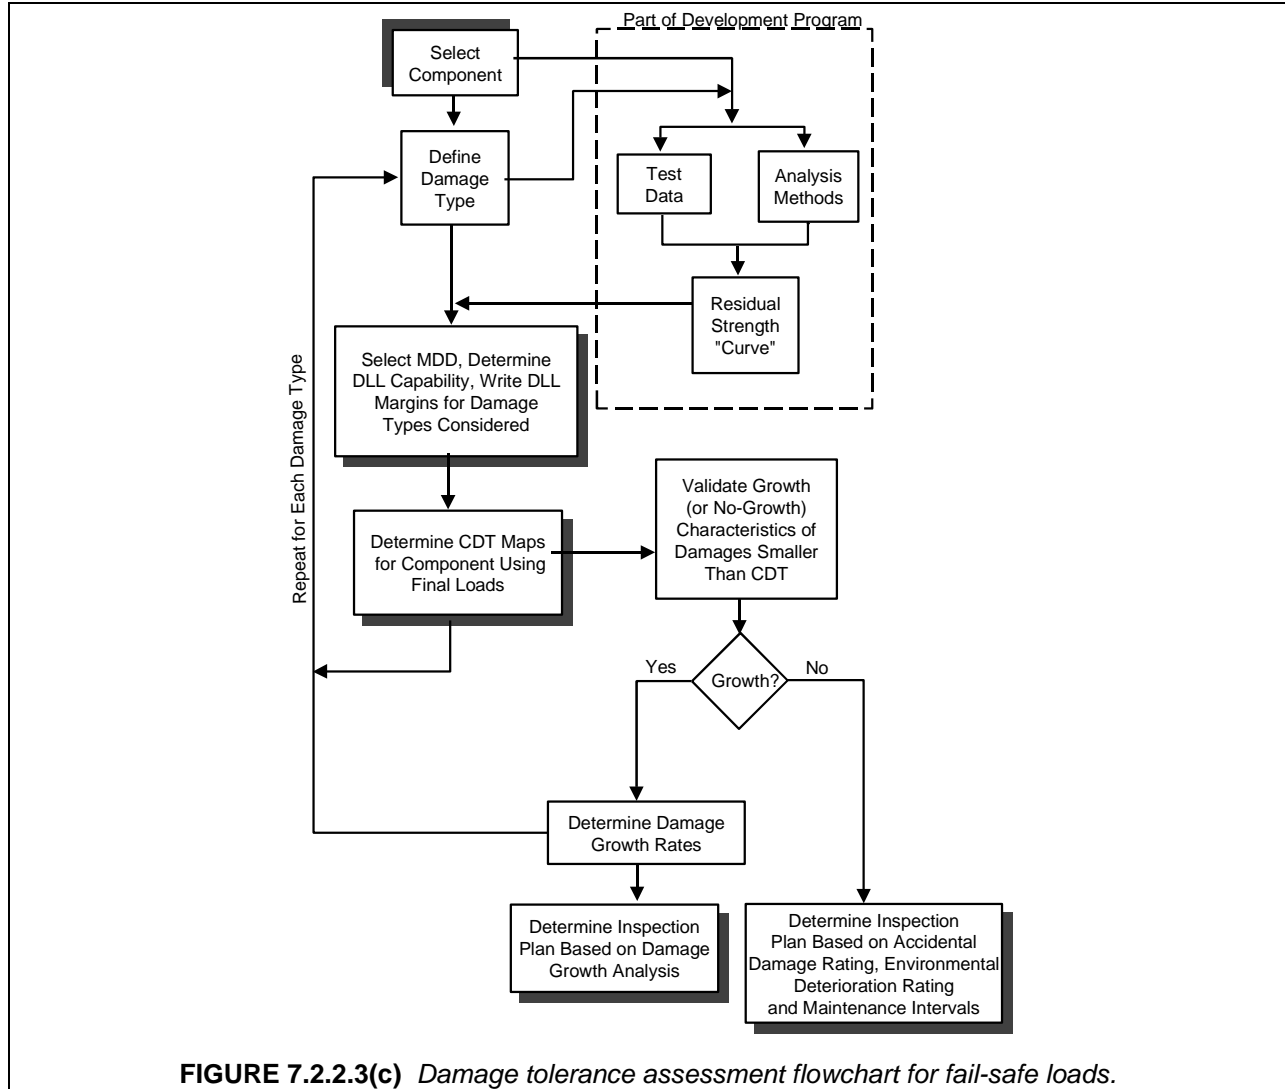 Part of Development Program
Select
Component
Define
Damage
Type
Test
Data
Analysis
Methods
Residual
Strength
"Curve"
Select MDD, Determine
DLL Capability, Write DLL
Margins for Damage
Types Considered
Repeat for Each Damage Type
Determine CDT Maps
for Component Using
Final Loads
Validate Growth
(or No-Growth)
Characteristics of
Damages Smaller
Than CDT
Yes
Growth?
No
Determine Damage
Growth Rates
Determine Inspection
Plan Based on Damage
Growth Analysis
Determine Inspection
Plan Based on Accidental
Damage Rating, Environmental
Deterioration Rating
and Maintenance Intervals
FIGURE 7.2.2.3(c) Damage tolerance assessment flowchart for fail-safe loads.